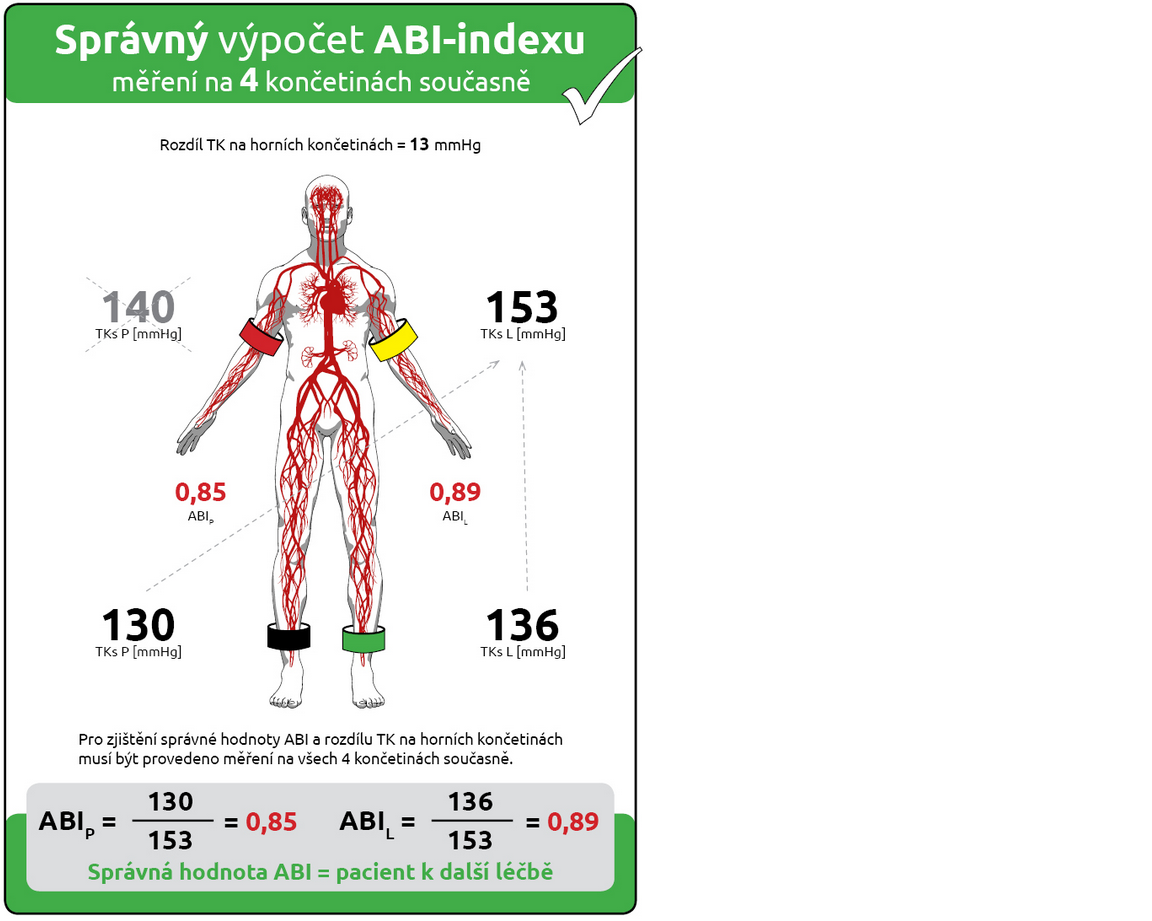 Správný výpočet ABI-indexu
měření na 4 končetinách současně
Rozdíl TK na horních končetinách = 13 mmHg
140
TKs P [mmHg]
153
TKs L [mmHg]
0,85
ABIP
0,89
ABIL
130
TKs P [mmHg]
136
TKs L [mmHg]
Pro zjištění správné hodnoty ABI a rozdílu TK na horních končetinách
musí být provedeno měření na všech 4 končetinách současně.
ABIP = 130 / 153 = 0,85
ABIL = 136 / 153 = 0,89
Správná hodnota ABI = pacient k další léčbě